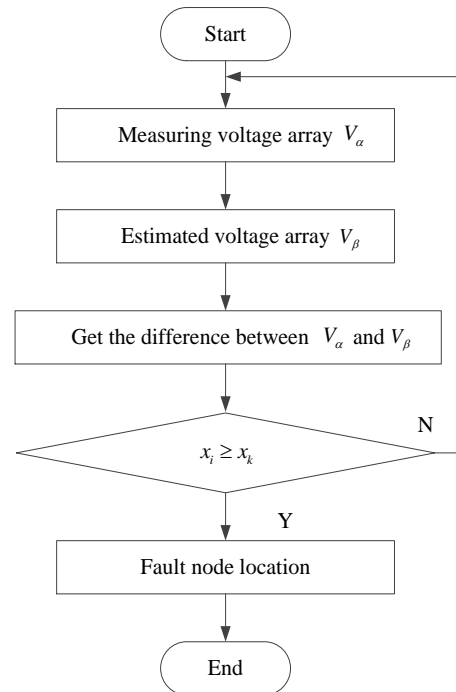 Start
Measuring voltage array V_α
Estimated voltage array V_β
Get the difference between V_α and V_β
x_i ≥ x_k
N
Y
Fault node location
End